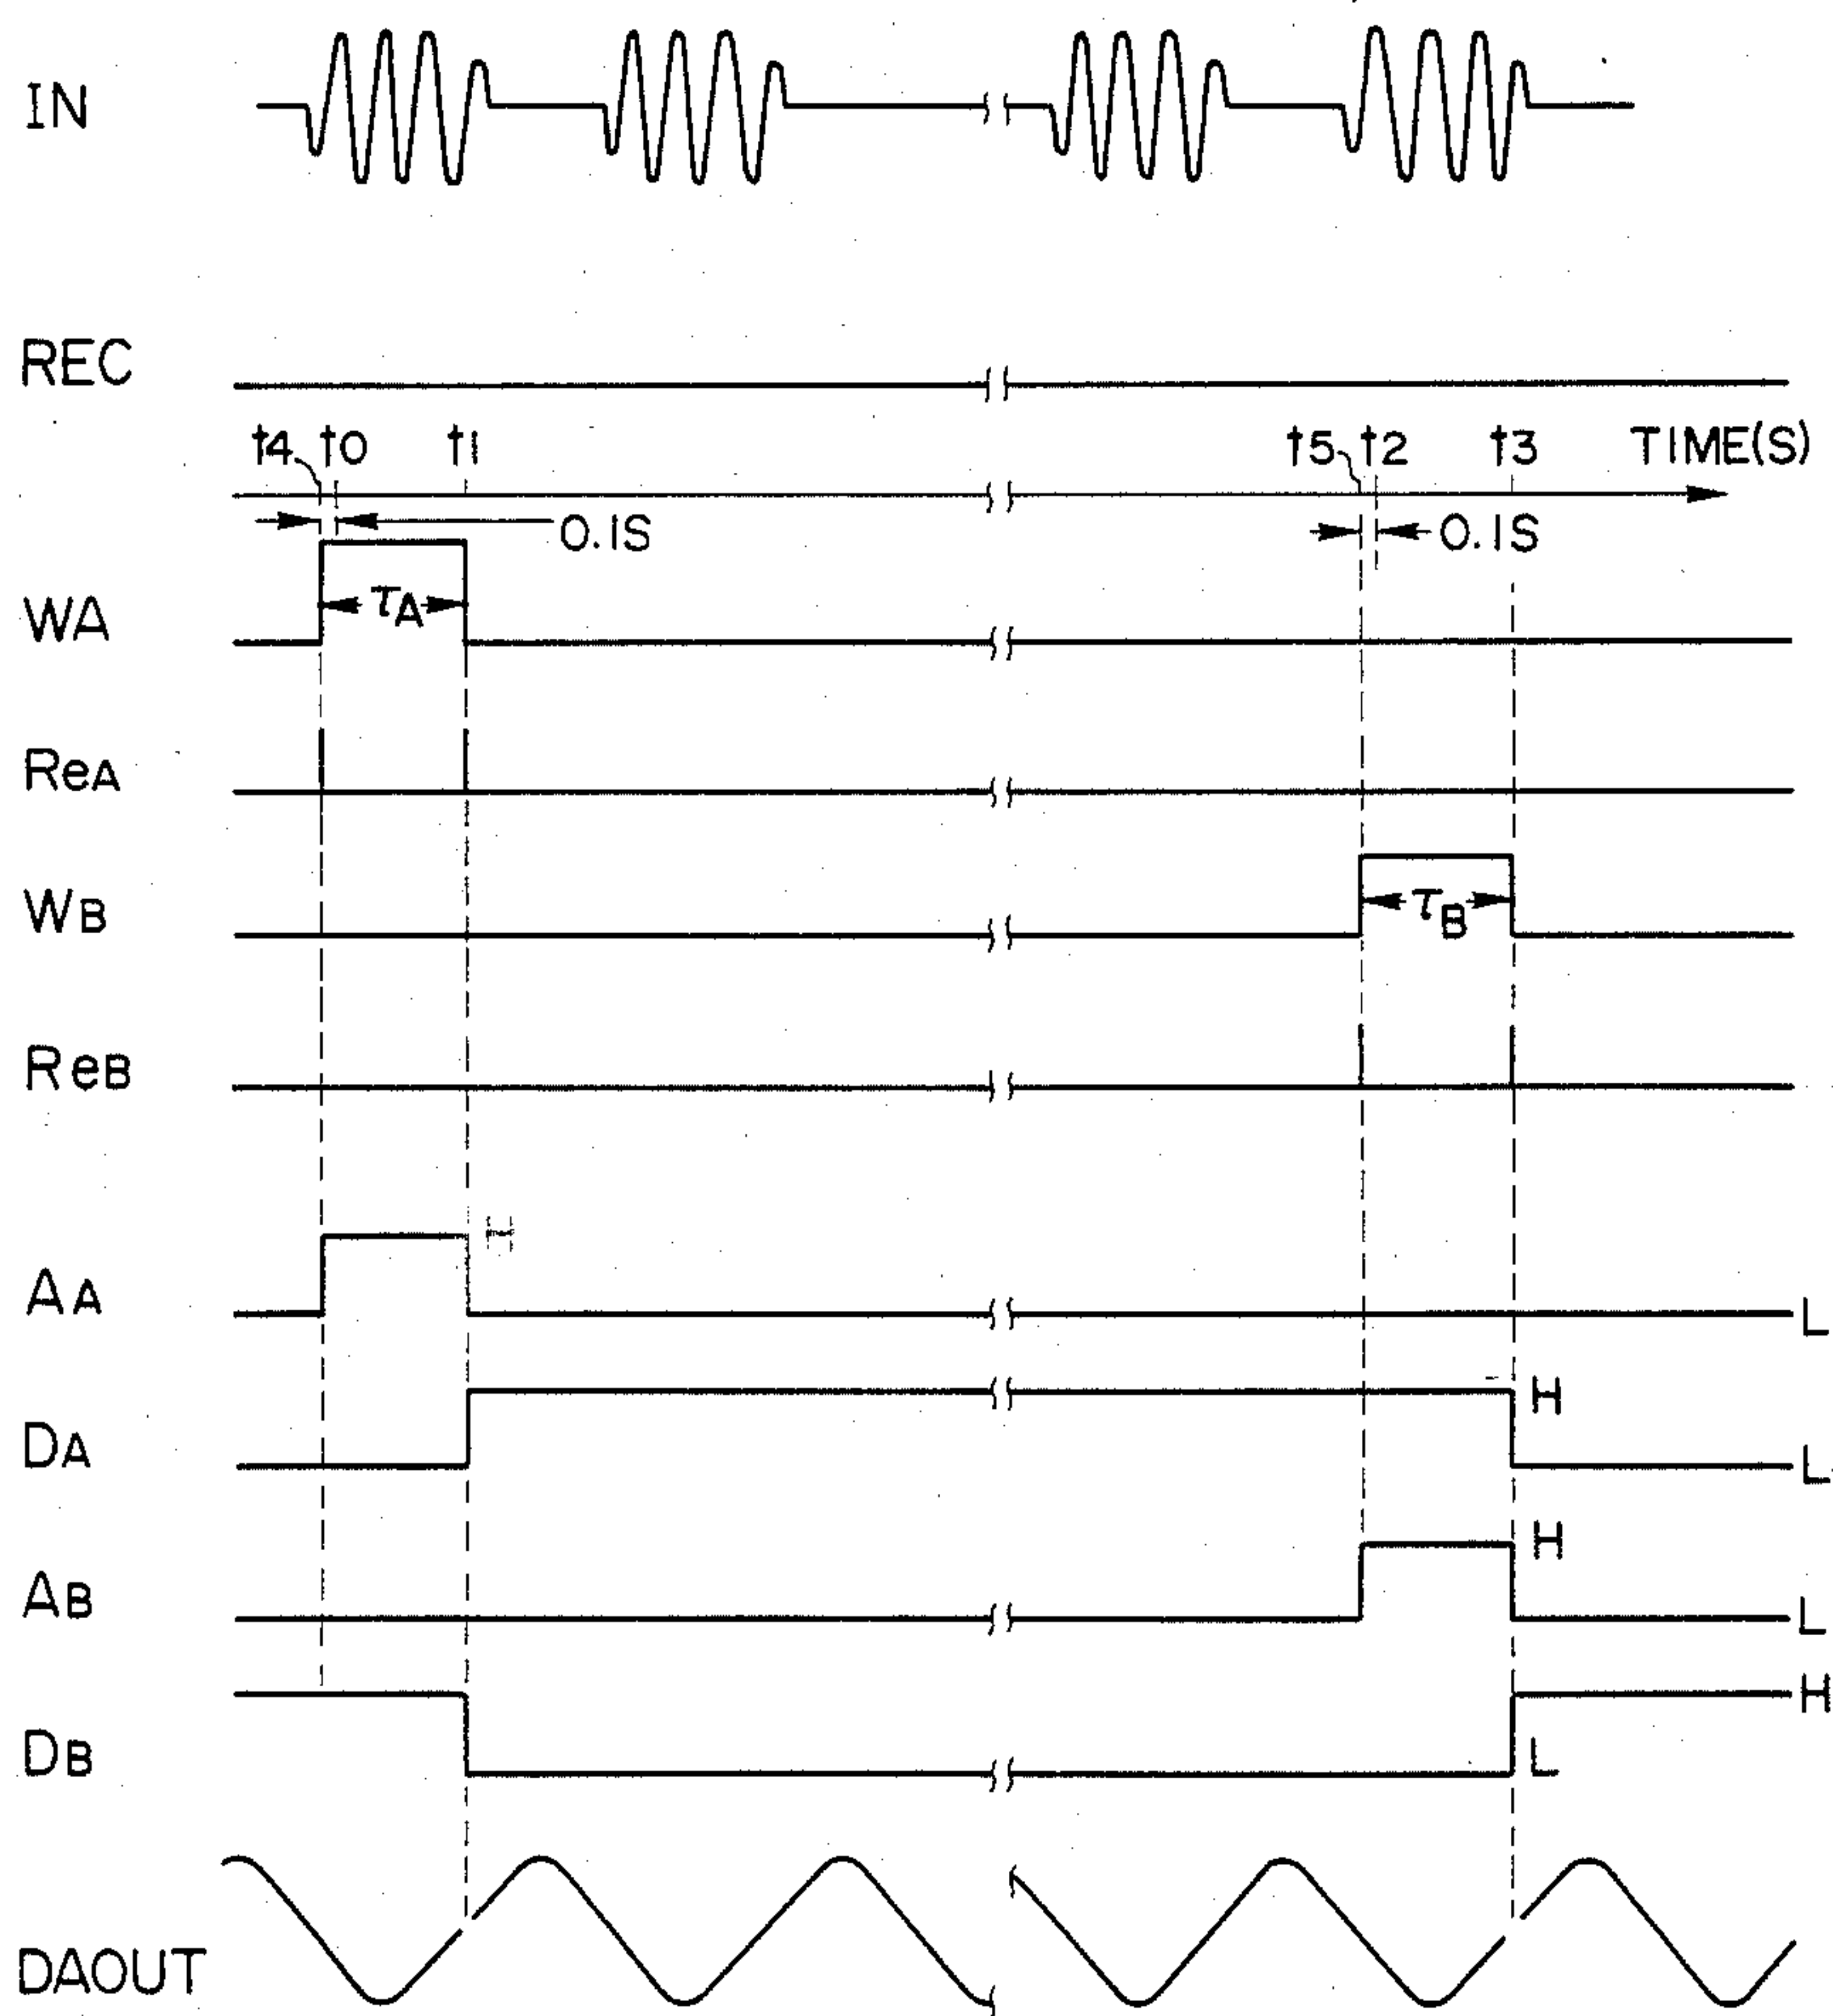 IN
REC
t4 t0 t1 t5 t2 t3 TIME(S)
0.1S 0.1S
WA τA
ReA
WB τB
ReB
H
AA L
DA H
L
AB H
L
H
DB L
DAOUT